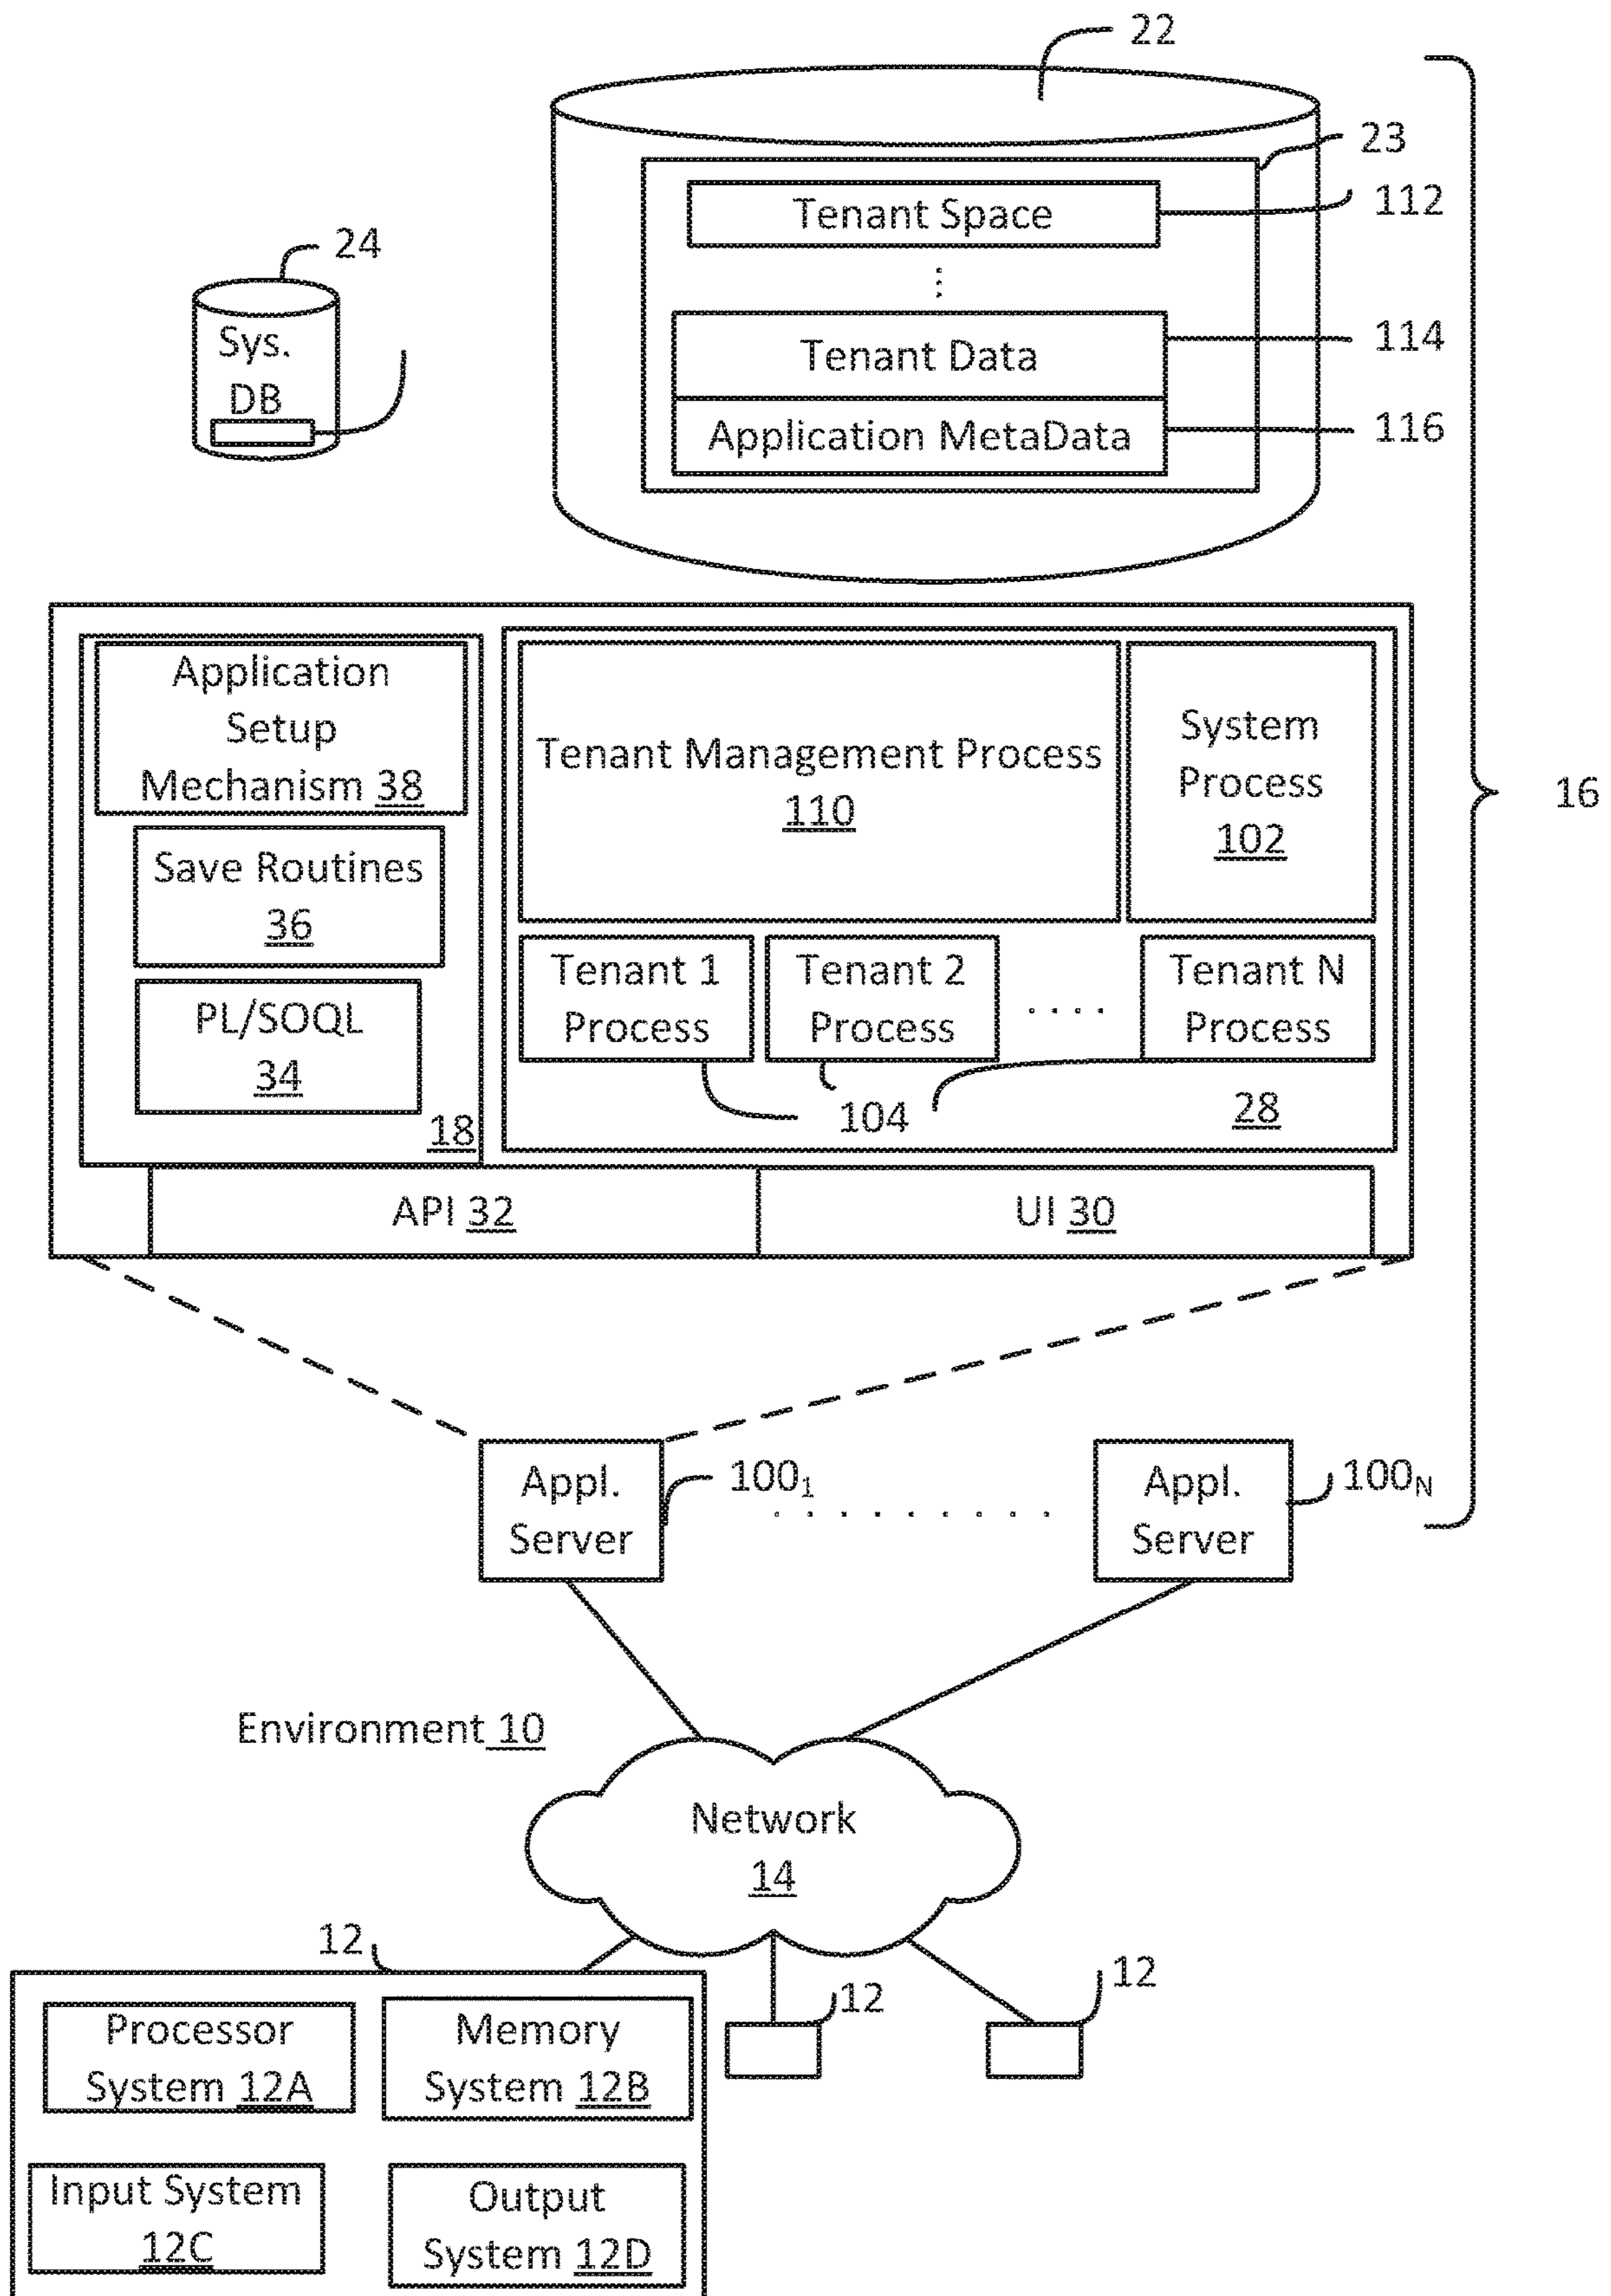 22
23
Tenant Space
112
24
Sys.
DB
Tenant Data
114
Application MetaData
116
Application
Setup
Mechanism 38
Tenant Management Process
110
System
Process
102
16
Save Routines
36
Tenant 1
Process
Tenant 2
Process
. . . .
Tenant N
Process
PL/SOQL
34
18
104
28
API 32
UI 30
Appl.
Server
100₁
. . . . . . . . .
Appl.
Server
100N
Environment 10
Network
14
12
12
12
Processor
System 12A
Memory
System 12B
Input System
12C
Output
System 12D